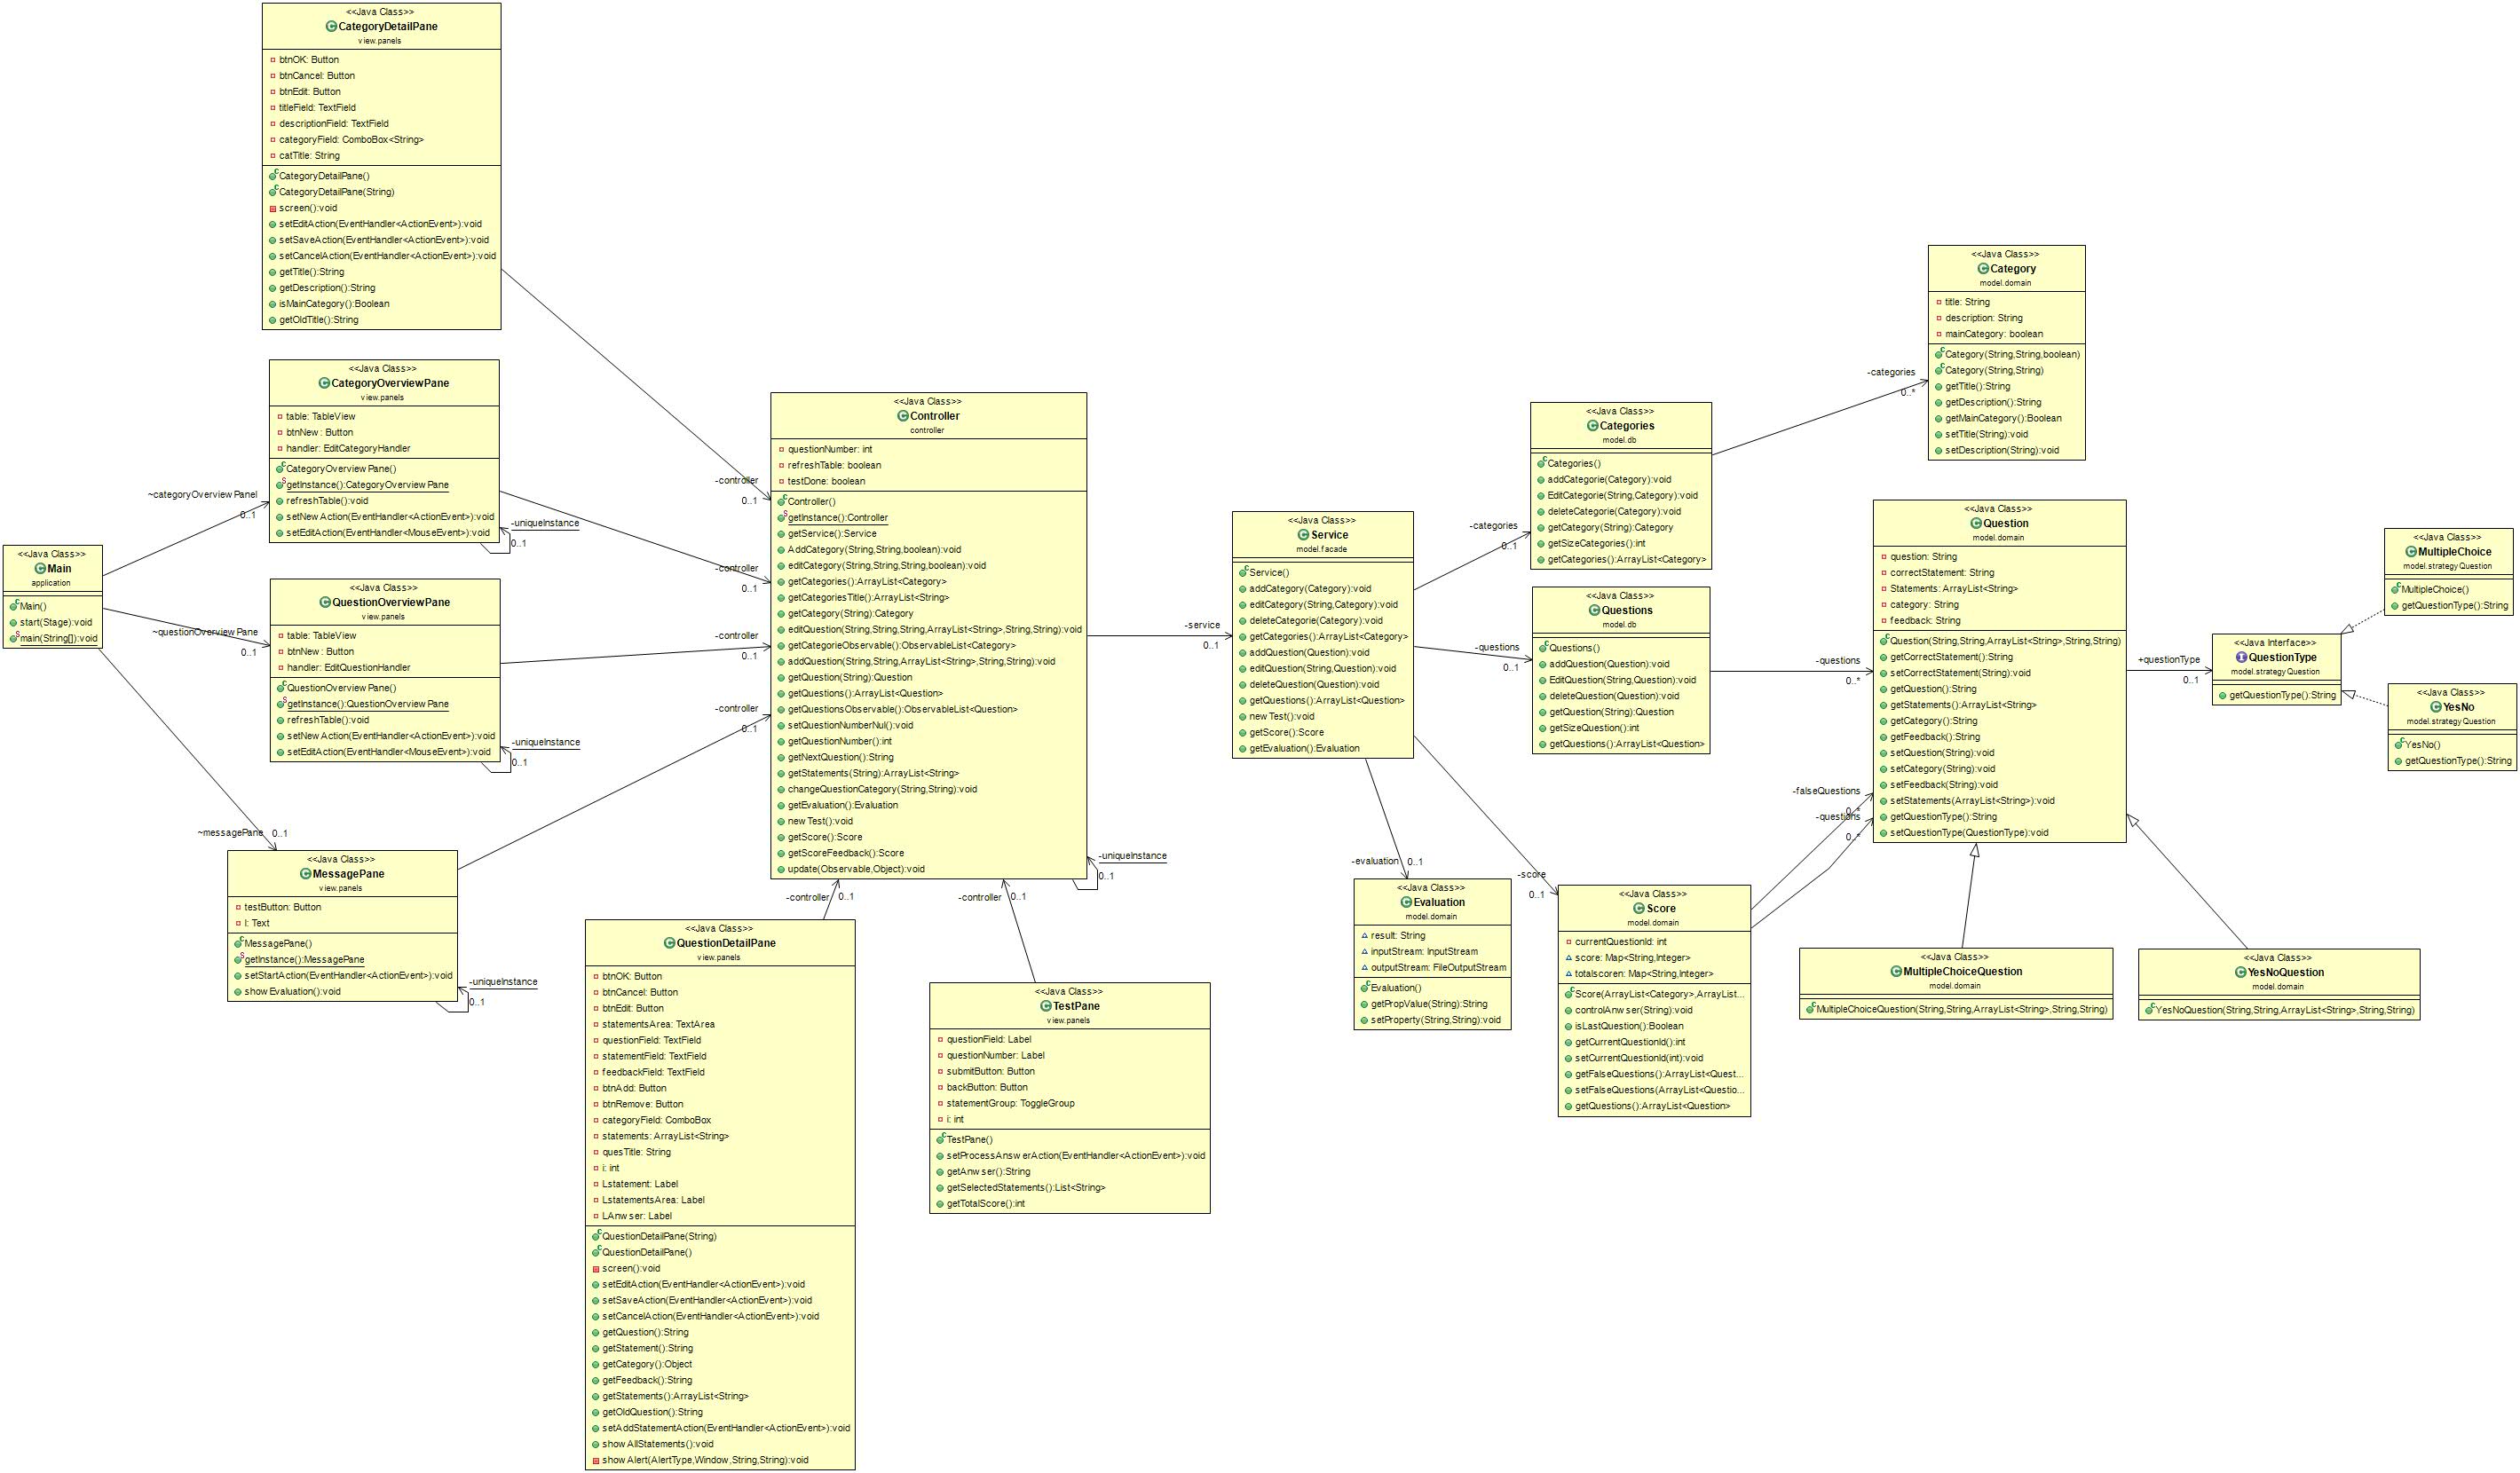 <<Java Class>>
CategoryDetailPane
view.panels
btnOK: Button
btnCancel: Button
btnEdit: Button
titleField: TextField
descriptionField: TextField
categoryField: ComboBox<String>
catTitle: String
CategoryDetailPane()
CategoryDetailPane(String)
screen():void
setEditAction(EventHandler<ActionEvent>):void
setSaveAction(EventHandler<ActionEvent>):void
setCancelAction(EventHandler<ActionEvent>):void
getTitle():String
getDescription():String
isMainCategory():Boolean
getOldTitle():String
<<Java Class>>
CategoryOverviewPane
view.panels
table: TableView
btnNew: Button
handler: EditCategoryHandler
CategoryOverviewPane()
getInstance():CategoryOverviewPane
refreshTable():void
setNewAction(EventHandler<ActionEvent>):void
setEditAction(EventHandler<MouseEvent>):void
-uniqueInstance
0..1
~categoryOverviewPanel
0..1
<<Java Class>>
Main
application
Main()
start(Stage):void
main(String[]):void
~questionOverviewPane
0..1
~messagePane
0..1
<<Java Class>>
QuestionOverviewPane
view.panels
table: TableView
btnNew: Button
handler: EditQuestionHandler
QuestionOverviewPane()
getInstance():QuestionOverviewPane
refreshTable():void
setNewAction(EventHandler<ActionEvent>):void
setEditAction(EventHandler<MouseEvent>):void
-uniqueInstance
0..1
<<Java Class>>
MessagePane
view.panels
testButton: Button
l: Text
MessagePane()
getInstance():MessagePane
setStartAction(EventHandler<ActionEvent>):void
showEvaluation():void
-uniqueInstance
0..1
-controller
0..1
-controller
0..1
-controller
0..1
-controller
0..1
<<Java Class>>
Controller
controller
questionNumber: int
refreshTable: boolean
testDone: boolean
Controller()
getInstance():Controller
getService():Service
AddCategory(String,String,boolean):void
editCategory(String,String,String,boolean):void
getCategories():ArrayList<Category>
getCategoriesTitle():ArrayList<String>
getCategory(String):Category
editQuestion(String,String,String,ArrayList<String>,String,String):void
getCategorieObservable():ObservableList<Category>
addQuestion(String,String,ArrayList<String>,String,String):void
getQuestion(String):Question
getQuestions():ArrayList<Question>
getQuestionsObservable():ObservableList<Question>
setQuestionNumberNul():void
getQuestionNumber():int
getNextQuestion():String
getStatements(String):ArrayList<String>
changeQuestionCategory(String,String):void
getEvaluation():Evaluation
newTest():void
getScore():Score
getScoreFeedback():Score
update(Observable,Object):void
-uniqueInstance
0..1
-controller
0..1
-controller
0..1
<<Java Class>>
QuestionDetailPane
view.panels
btnOK: Button
btnCancel: Button
btnEdit: Button
statementsArea: TextArea
questionField: TextField
statementField: TextField
feedbackField: TextField
btnAdd: Button
btnRemove: Button
categoryField: ComboBox
statements: ArrayList<String>
quesTitle: String
i: int
Lstatement: Label
LstatementsArea: Label
LAnwser: Label
QuestionDetailPane(String)
QuestionDetailPane()
screen():void
setEditAction(EventHandler<ActionEvent>):void
setSaveAction(EventHandler<ActionEvent>):void
setCancelAction(EventHandler<ActionEvent>):void
getQuestion():String
getStatement():String
getCategory():Object
getFeedback():String
getStatements():ArrayList<String>
getOldQuestion():String
setAddStatementAction(EventHandler<ActionEvent>):void
showAllStatements():void
showAlert(AlertType,Window,String,String):void
<<Java Class>>
TestPane
view.panels
questionField: Label
questionNumber: Label
submitButton: Button
backButton: Button
statementGroup: ToggleGroup
i: int
TestPane()
setProcessAnswerAction(EventHandler<ActionEvent>):void
getAnwser():String
getSelectedStatements():List<String>
getTotalScore():int
-service
0..1
<<Java Class>>
Service
model.facade
Service()
addCategory(Category):void
editCategory(String,Category):void
deleteCategorie(Category):void
getCategories():ArrayList<Category>
addQuestion(Question):void
editQuestion(String,Question):void
deleteQuestion(Question):void
getQuestions():ArrayList<Question>
newTest():void
getScore():Score
getEvaluation():Evaluation
-categories
0..1
-questions
0..1
-evaluation
0..1
-score
0..1
<<Java Class>>
Categories
model.db
Categories()
addCategorie(Category):void
EditCategorie(String,Category):void
deleteCategorie(Category):void
getCategory(String):Category
getSizeCategories():int
getCategories():ArrayList<Category>
<<Java Class>>
Questions
model.db
Questions()
addQuestion(Question):void
EditQuestion(String,Question):void
deleteQuestion(Question):void
getQuestion(String):Question
getSizeQuestion():int
getQuestions():ArrayList<Question>
<<Java Class>>
Evaluation
model.domain
result: String
inputStream: InputStream
outputStream: FileOutputStream
Evaluation()
getPropValue(String):String
setProperty(String,String):void
<<Java Class>>
Score
model.domain
currentQuestionId: int
score: Map<String,Integer>
totalscoren: Map<String,Integer>
Score(ArrayList<Category>,ArrayList...
controlAnwser(String):void
isLastQuestion():Boolean
getCurrentQuestionId():int
setCurrentQuestionId(int):void
getFalseQuestions():ArrayList<Quest...
setFalseQuestions(ArrayList<Questio...
getQuestions():ArrayList<Question>
-categories
0..*
-questions
0..*
-falseQuestions
0..*
-questions
0..*
<<Java Class>>
Category
model.domain
title: String
description: String
mainCategory: boolean
Category(String,String,boolean)
Category(String,String)
getTitle():String
getDescription():String
getMainCategory():Boolean
setTitle(String):void
setDescription(String):void
<<Java Class>>
Question
model.domain
question: String
correctStatement: String
Statements: ArrayList<String>
category: String
feedback: String
Question(String,String,ArrayList<String>,String,String)
getCorrectStatement():String
setCorrectStatement(String):void
getQuestion():String
getStatements():ArrayList<String>
getCategory():String
getFeedback():String
setQuestion(String):void
setCategory(String):void
setFeedback(String):void
setStatements(ArrayList<String>):void
getQuestionType():String
setQuestionType(QuestionType):void
<<Java Class>>
MultipleChoiceQuestion
model.domain
MultipleChoiceQuestion(String,String,ArrayList<String>,String,String)
<<Java Class>>
YesNoQuestion
model.domain
YesNoQuestion(String,String,ArrayList<String>,String,String)
+questionType
0..1
<<Java Interface>>
QuestionType
model.strategyQuestion
getQuestionType():String
<<Java Class>>
MultipleChoice
model.strategyQuestion
MultipleChoice()
getQuestionType():String
<<Java Class>>
YesNo
model.strategyQuestion
YesNo()
getQuestionType():String